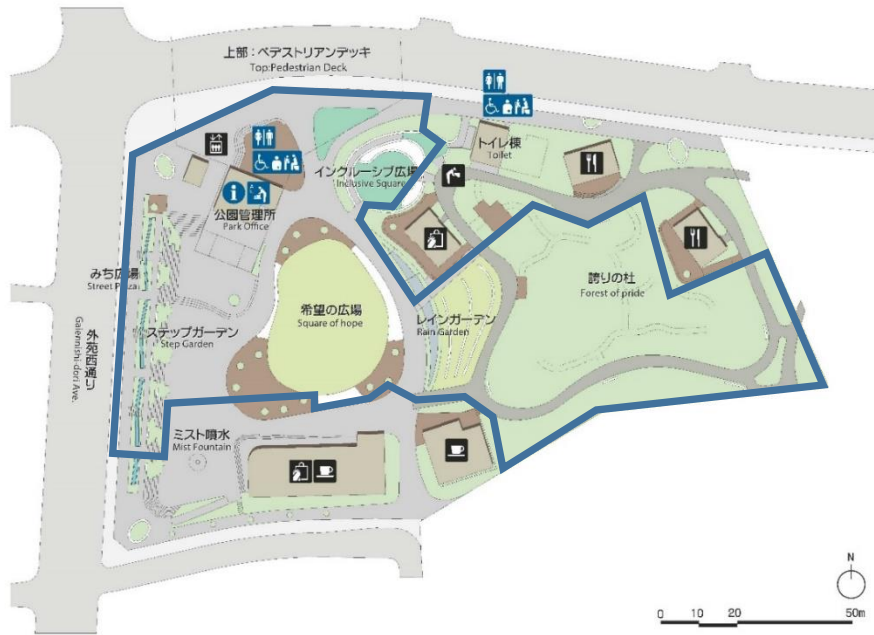 上部：ペデストリアンデッキ
Top:Pedestrian Deck
トイレ棟
Toilet
インクルーシブ広場
Inclusive Square
公園管理所
Park Office
みち広場
Street Plaza
誇りの杜
Forest of pride
希望の広場
Square of hope
レインガーデン
Rain Garden
ステップガーデン
Step Garden
外苑西通り
Gaiennishi-dori Ave.
ミスト噴水
Mist Fountain
N
0 10 20 50m